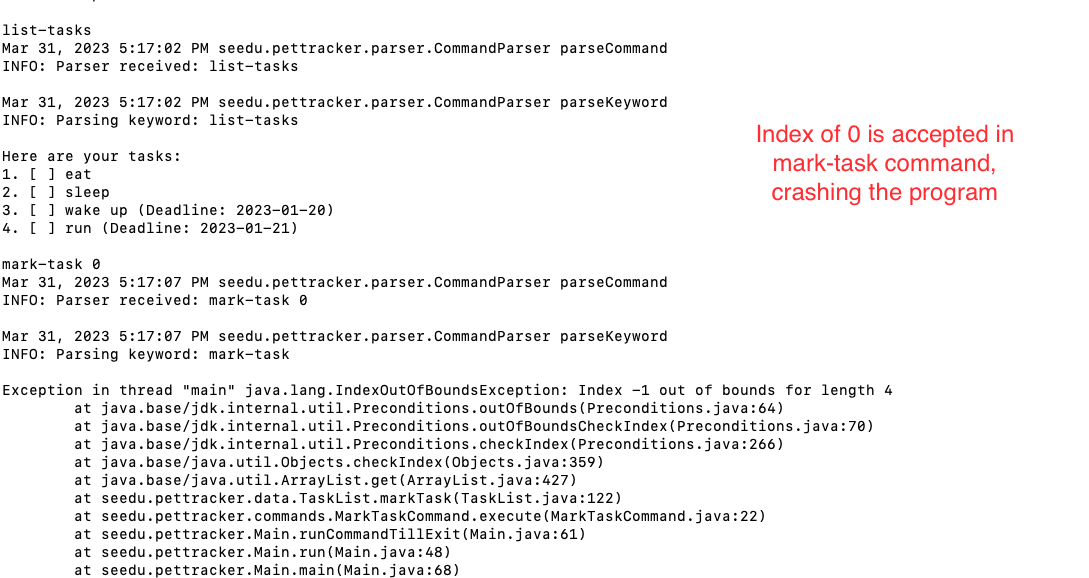 list-tasks
Mar 31, 2023 5:17:02 PM seedu.pettracker.parser.CommandParser parseCommand
INFO: Parser received: list-tasks
Mar 31, 2023 5:17:02 PM seedu.pettracker.parser.CommandParser parseKeyword
INFO: Parsing keyword: list-tasks
Here are your tasks:
1. [ ] eat
2. [ ] sleep
3. [ ] wake up (Deadline: 2023-01-20)
4. [ ] run (Deadline: 2023-01-21)
Index of 0 is accepted in
mark-task command,
crashing the program
mark-task 0
Mar 31, 2023 5:17:07 PM seedu.pettracker.parser.CommandParser parseCommand
INFO: Parser received: mark-task 0
Mar 31, 2023 5:17:07 PM seedu.pettracker.parser.CommandParser parseKeyword
INFO: Parsing keyword: mark-task
Exception in thread "main" java.lang.IndexOutOfBoundsException: Index -1 out of bounds for length 4
at java.base/jdk.internal.util.Preconditions.outOfBounds(Preconditions.java:64)
at java.base/jdk.internal.util.Preconditions.outOfBoundsCheckIndex(Preconditions.java:70)
at java.base/jdk.internal.util.Preconditions.checkIndex(Preconditions.java:266)
at java.base/java.util.Objects.checkIndex(Objects.java:359)
at java.base/java.util.ArrayList.get(ArrayList.java:427)
at seedu.pettracker.data.TaskList.markTask(TaskList.java:122)
at seedu.pettracker.commands.MarkTaskCommand.execute(MarkTaskCommand.java:22)
at seedu.pettracker.Main.runCommandTillExit(Main.java:61)
at seedu.pettracker.Main.run(Main.java:48)
at seedu.pettracker.Main.main(Main.java:68)